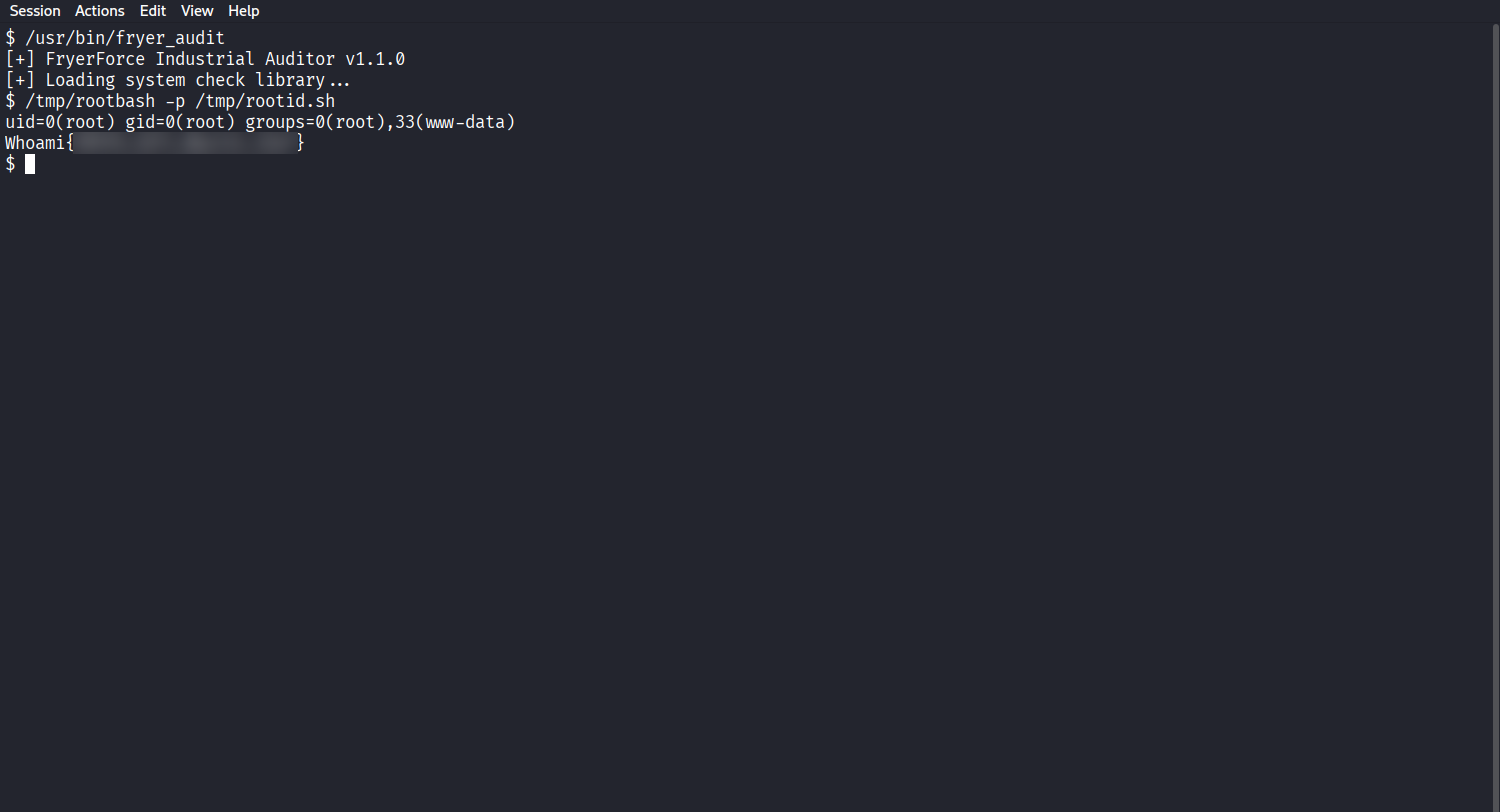 Session Actions Edit View Help
$ /usr/bin/fryer_audit
[+] FryerForce Industrial Auditor v1.1.0
[+] Loading system check library...
$ /tmp/rootbash -p /tmp/rootid.sh
uid=0(root) gid=0(root) groups=0(root),33(www-data)
Whoami{}
$